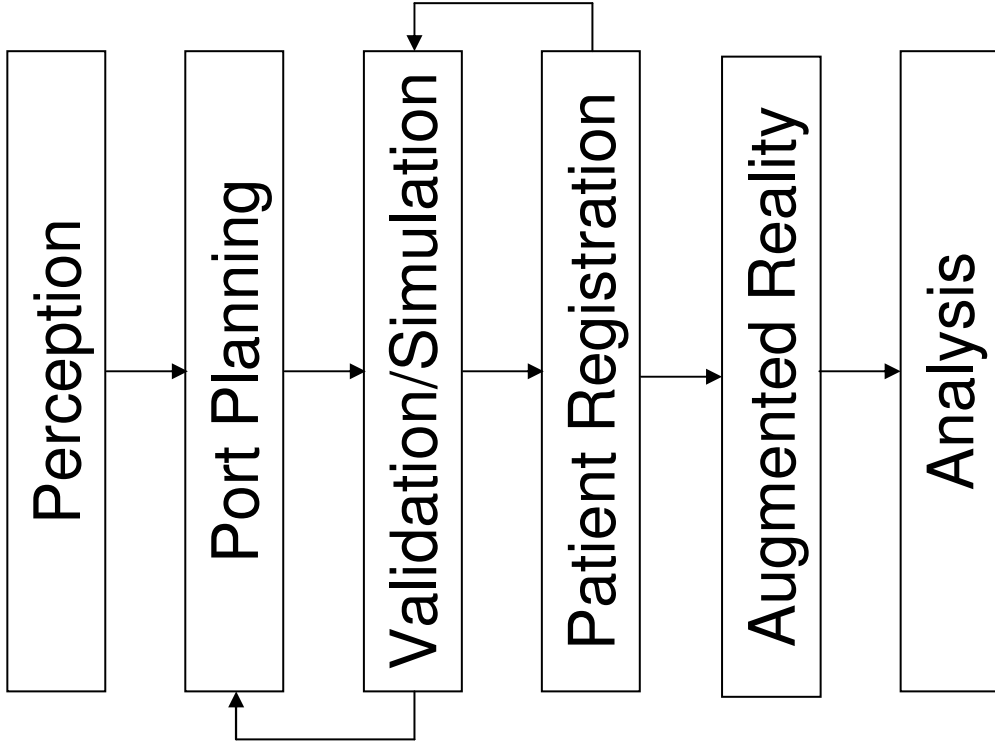 Perception
Port Planning
Validation/Simulation
Patient Registration
Augmented Reality
Analysis